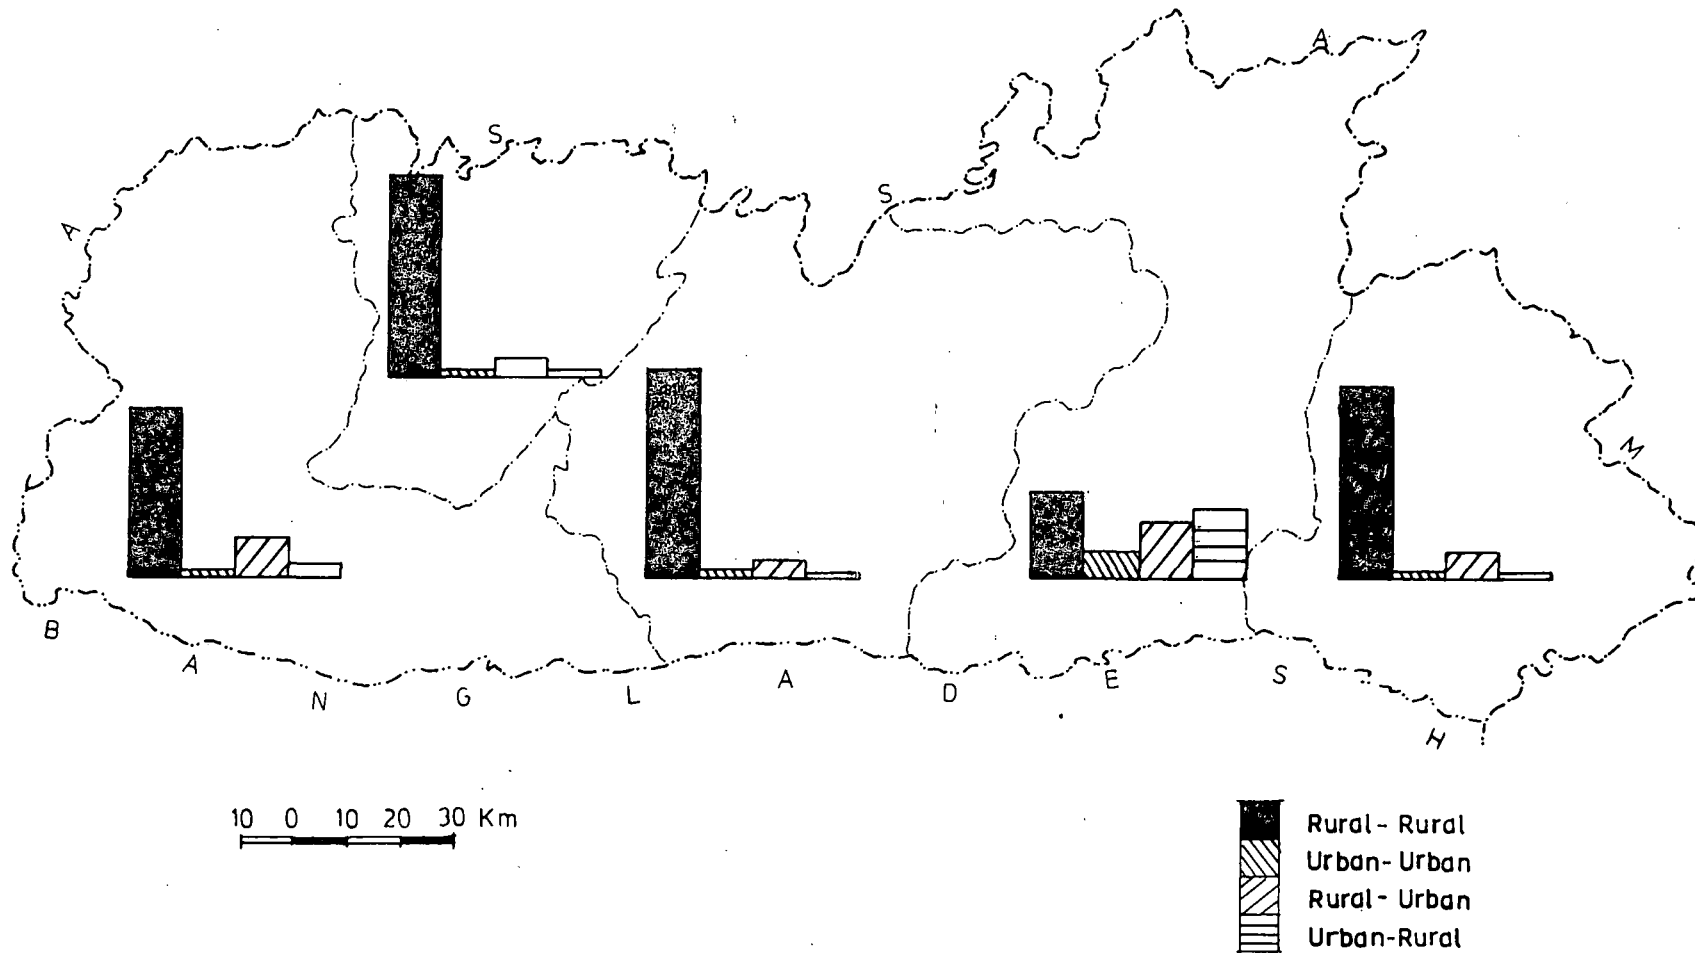 A S S A M
B A N G L A D E S H
10 0 10 20 30 Km
Rural - Rural
Urban - Urban
Rural - Urban
Urban-Rural